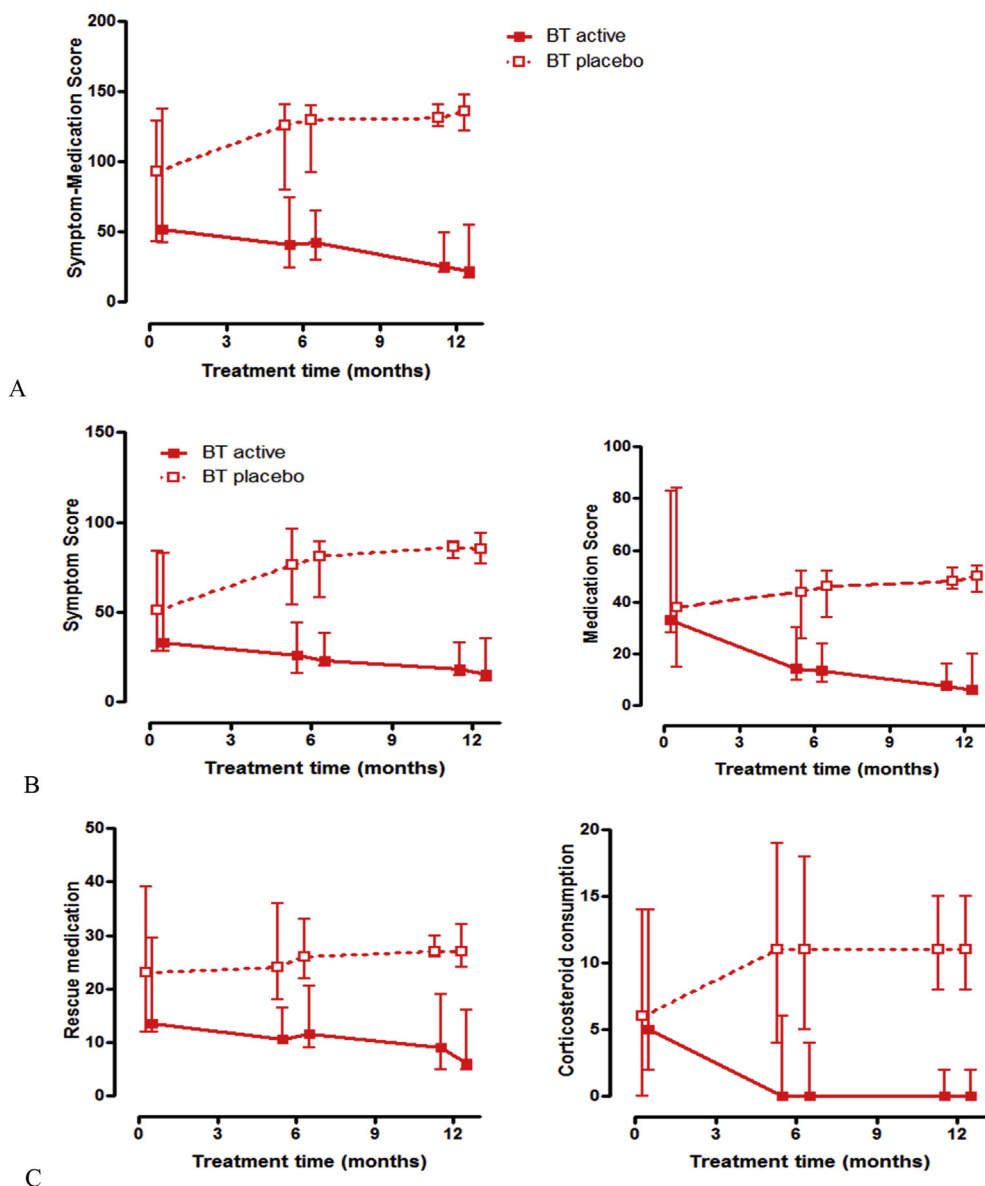 200
150
100
50
0
Symptom-Medication Score
0 3 6 9 12
Treatment time (months)
BT active
BT placebo
A
150
100
50
0
Symptom Score
BT active
BT placebo
0 3 6 9 12
Treatment time (months)
100
80
60
40
20
0
Medication Score
0 3 6 9 12
Treatment time (months)
B
50
40
30
20
10
0
Rescue medication
0 3 6 9 12
Treatment time (months)
20
15
10
5
0
Corticosteroid consumption
0 3 6 9 12
Treatment time (months)
C